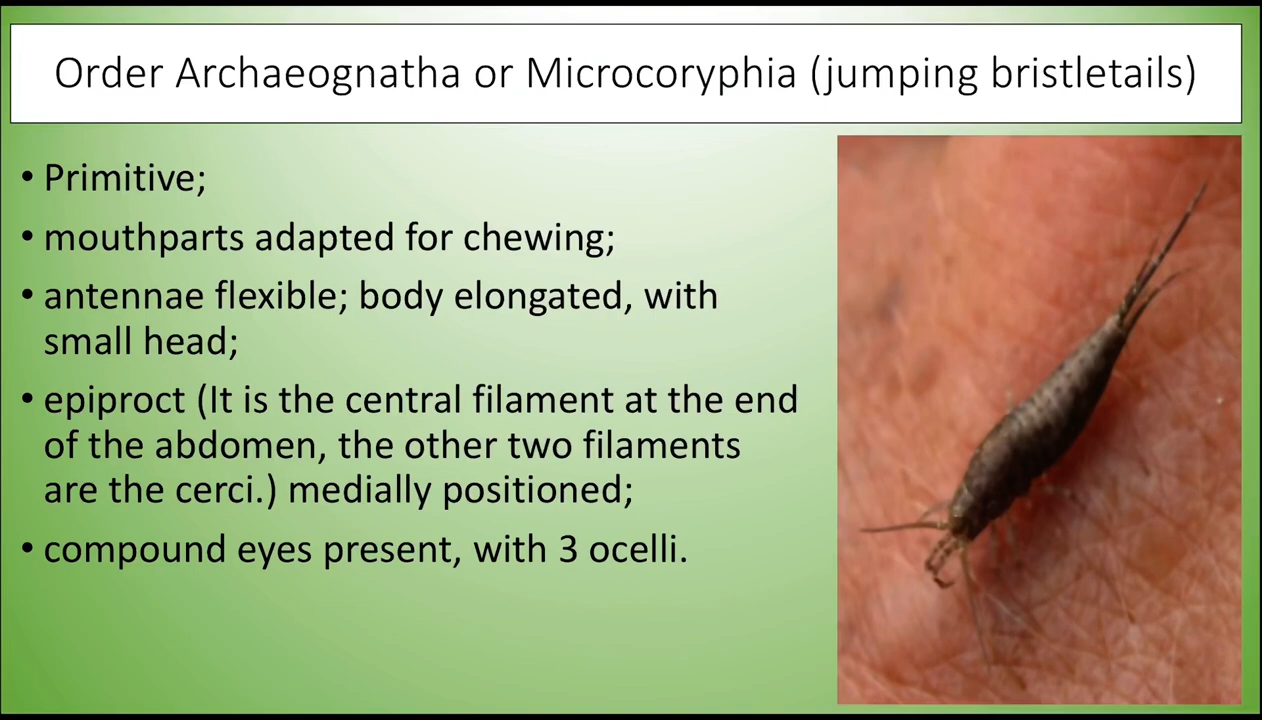 Order Archaeognatha or Microcoryphia (jumping bristletails)
• Primitive;
• mouthparts adapted for chewing;
• antennae flexible; body elongated, with
small head;
• epiproct (It is the central filament at the end
of the abdomen, the other two filaments
are the cerci.) medially positioned;
• compound eyes present, with 3 ocelli.